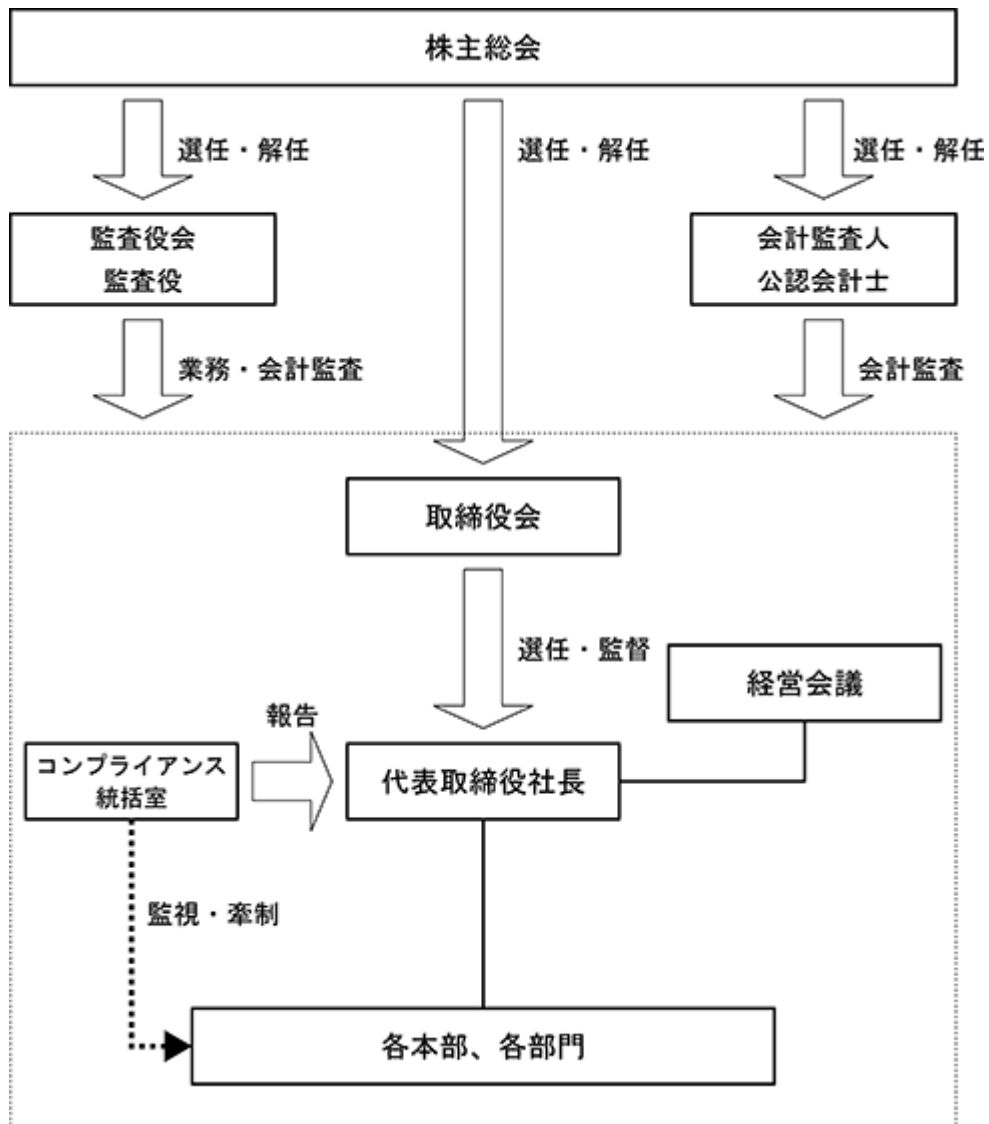 株主総会
選任・解任
選任・解任
選任・解任
監査役会
監査役
会計監査人
公認会計士
業務・会計監査
会計監査
取締役会
選任・監督
経営会議
報告
コンプライアンス
統括室
代表取締役社長
監視・牽制
各本部、各部門